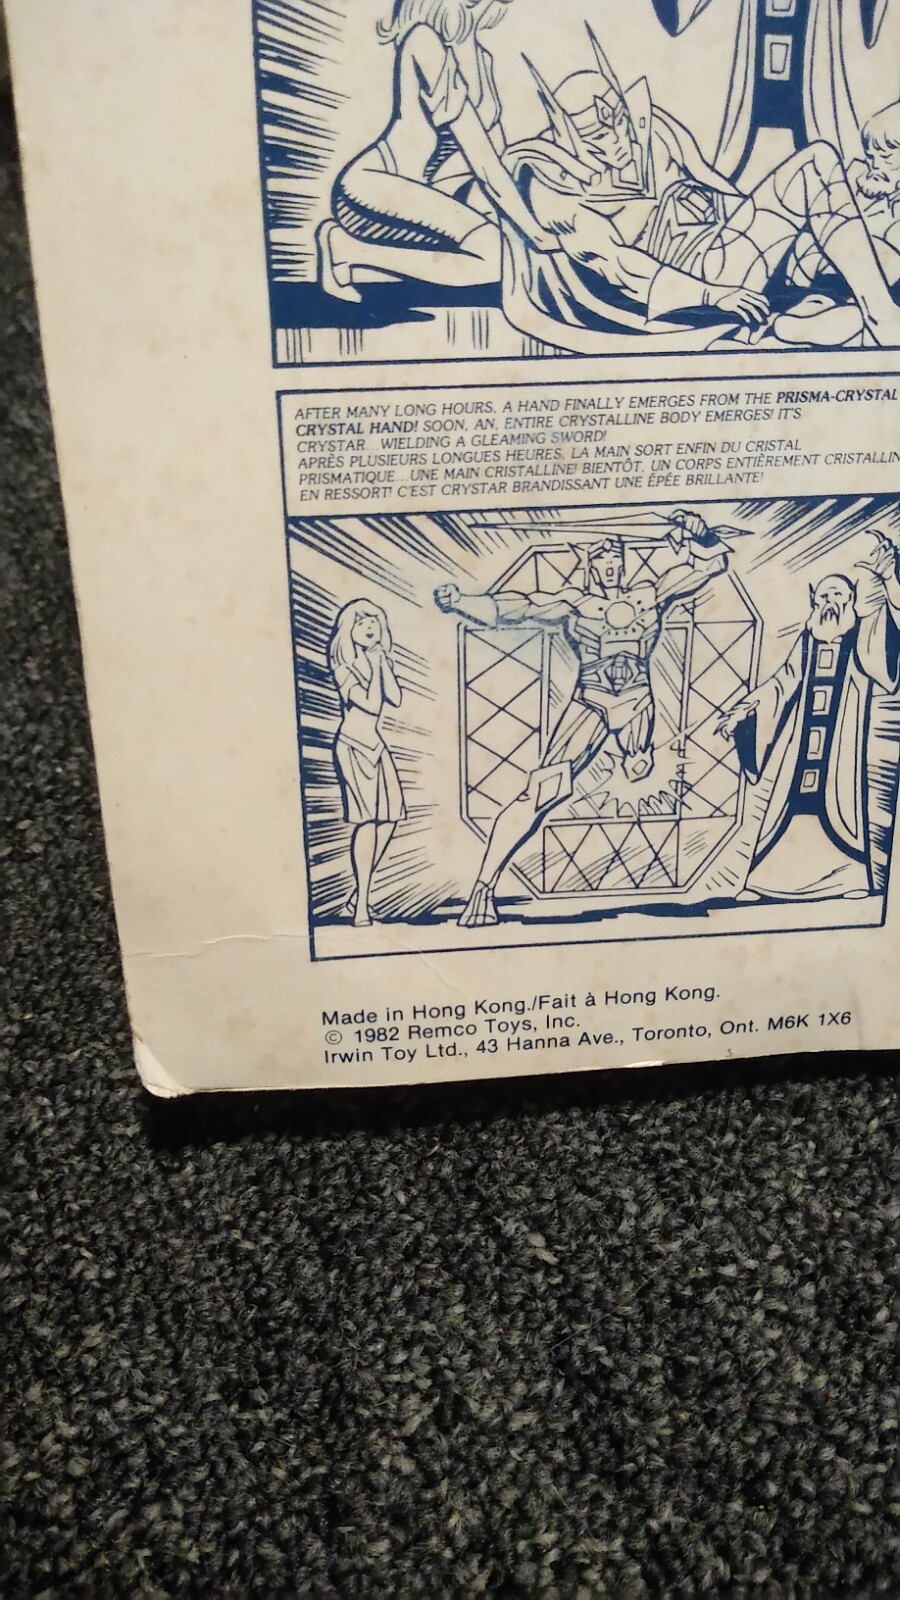 AFTER MANY LONG HOURS, A HAND FINALLY EMERGES FROM THE PRISMA-CRYSTAL
CRYSTAL HAND! SOON, AN, ENTIRE CRYSTALLINE BODY EMERGES! IT'S
CRYSTAR...WIELDING A GLEAMING SWORD!
APRÈS PLUSIEURS LONGUES HEURES, LA MAIN SORT ENFIN DU CRISTAL
PRISMATIQUE...UNE MAIN CRISTALLINE! BIENTÔT, UN CORPS ENTIÈREMENT CRISTALLIN
EN RESSORT! C'EST CRYSTAR BRANDISSANT UNE ÉPÉE BRILLANTE!
Made in Hong Kong./Fait à Hong Kong.
© 1982 Remco Toys, Inc.
Irwin Toy Ltd., 43 Hanna Ave., Toronto, Ont. M6K 1X6